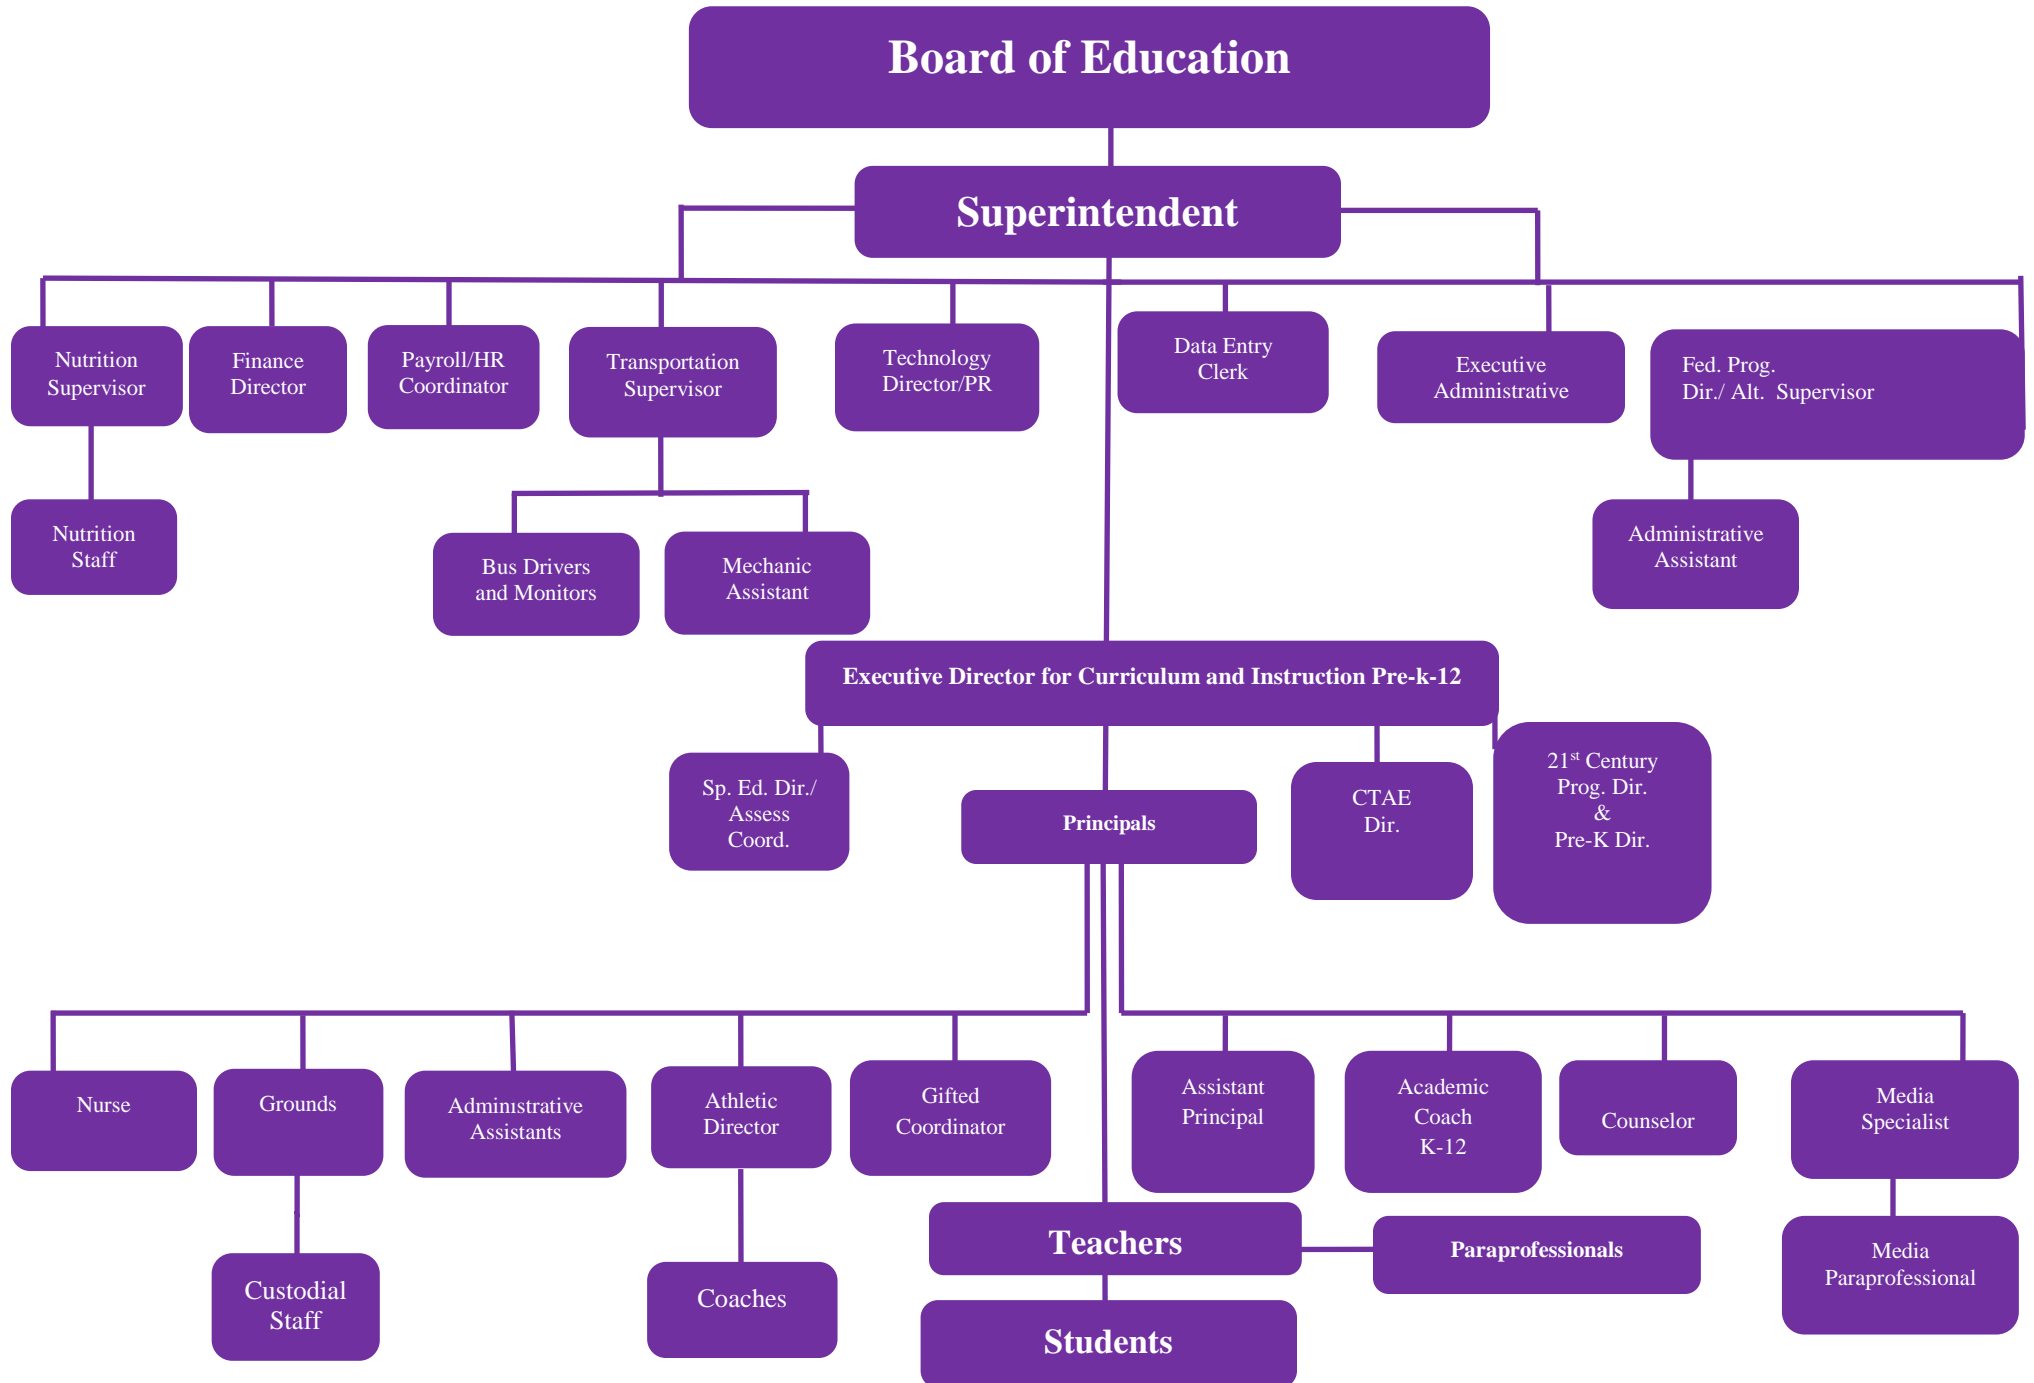 Board of Education
Superintendent
Nutrition
Supervisor
Finance
Director
Payroll/HR
Coordinator
Transportation
Supervisor
Technology
Director/PR
Data Entry
Clerk
Executive
Administrative
Fed. Prog.
Dir./ Alt. Supervisor
Nutrition
Staff
Bus Drivers
and Monitors
Mechanic
Assistant
Administrative
Assistant
Executive Director for Curriculum and Instruction Pre-k-12
Sp. Ed. Dir./
Assess
Coord.
Principals
CTAE
Dir.
21st Century
Prog. Dir.
&
Pre-K Dir.
Nurse
Grounds
Administrative
Assistants
Athletic
Director
Gifted
Coordinator
Assistant
Principal
Academic
Coach
K-12
Counselor
Media
Specialist
Custodial
Staff
Coaches
Teachers
Paraprofessionals
Media
Paraprofessional
Students